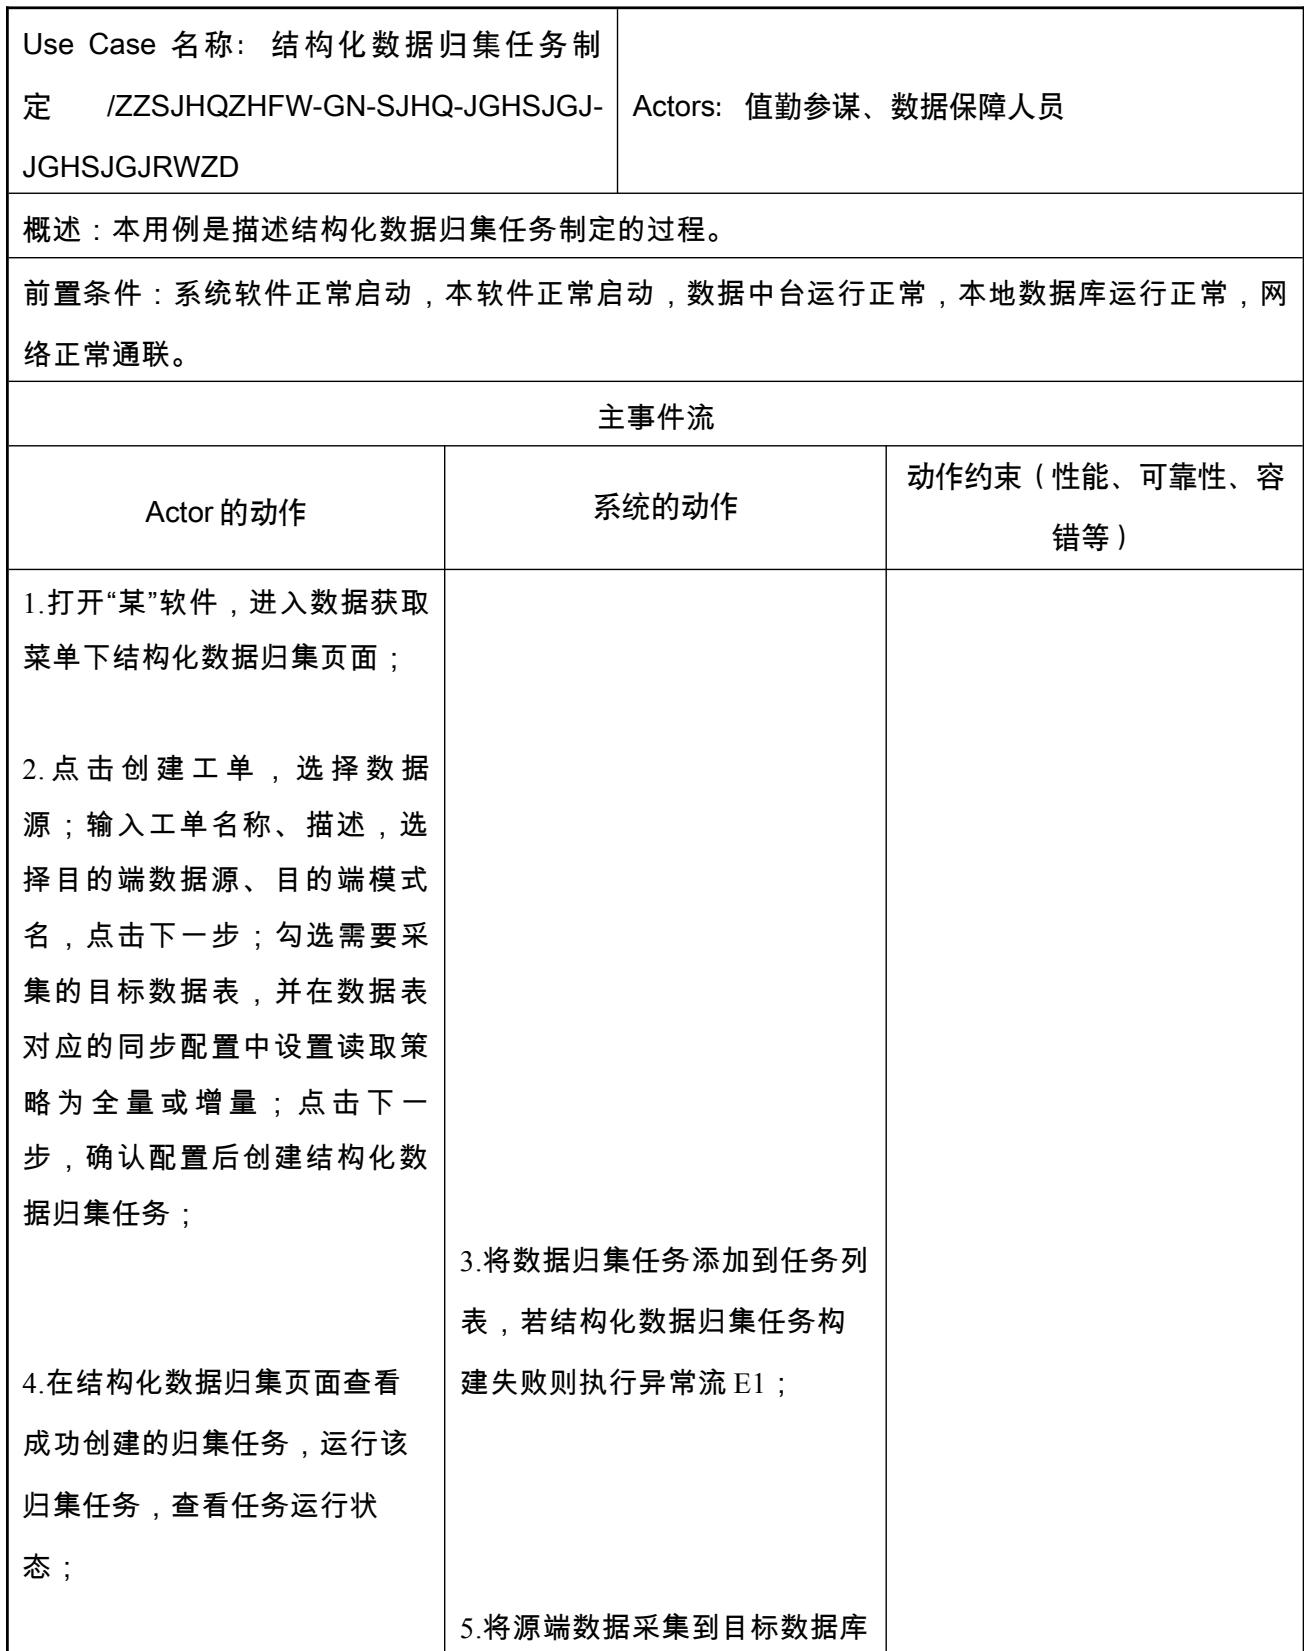 Use Case 名称: 结构化数据归集任务制
定 /ZZSJHQZHFW-GN-SJHQ-JGHSJGJ-
JGHSJGJRWZD
Actors: 值勤参谋、数据保障人员
概述：本用例是描述结构化数据归集任务制定的过程。
前置条件：系统软件正常启动，本软件正常启动，数据中台运行正常，本地数据库运行正常，网
络正常通联。
主事件流
Actor 的动作
系统的动作
动作约束（性能、可靠性、容
错等）
1.打开“某”软件，进入数据获取
菜单下结构化数据归集页面；
2.点击创建工单，选择数据
源；输入工单名称、描述，选
择目的端数据源、目的端模式
名，点击下一步；勾选需要采
集的目标数据表，并在数据表
对应的同步配置中设置读取策
略为全量或增量；点击下一
步，确认配置后创建结构化数
据归集任务；
3.将数据归集任务添加到任务列
表，若结构化数据归集任务构
建失败则执行异常流 E1；
4.在结构化数据归集页面查看
成功创建的归集任务，运行该
归集任务，查看任务运行状
态；
5.将源端数据采集到目标数据库